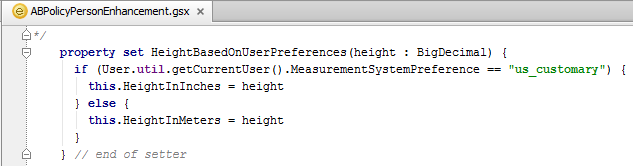 ABPolicyPersonEnhancement.gsx
*/
property set HeightBasedOnUserPreferences(height : BigDecimal) {
if (User.util.getCurrentUser().MeasurementSystemPreference == "us_customary") {
this.HeightInInches = height
} else {
this.HeightInMeters = height
}
} // end of setter